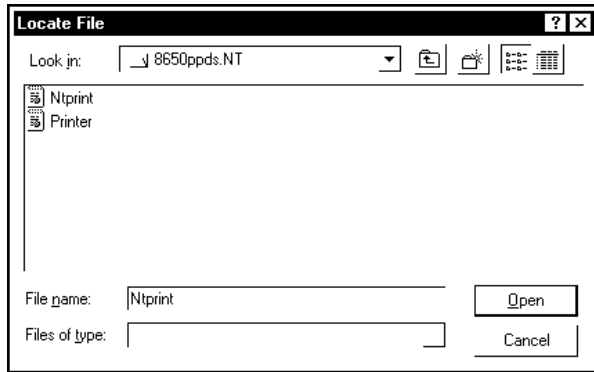 Locate File
Look in: 8650ppds.NT
Ntprint
Printer
File name: Ntprint Open
Files of type: Cancel